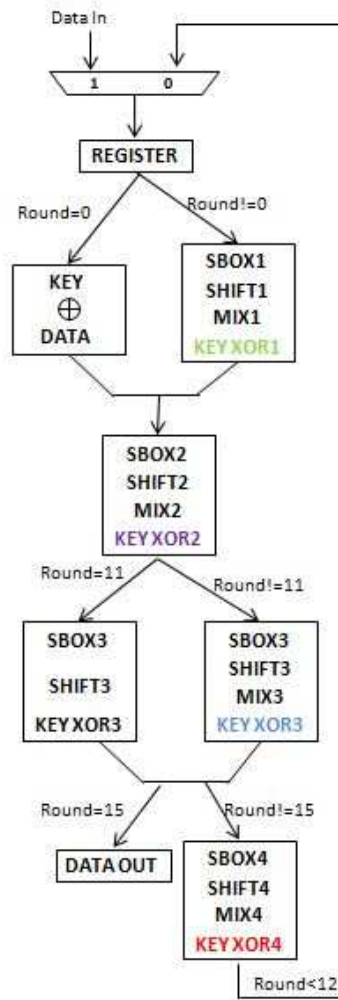 Data In
1 0
REGISTER
Round=0
Round!=0
KEY
⊕
DATA
SBOX1
SHIFT1
MIX1
KEY XOR1
SBOX2
SHIFT2
MIX2
KEY XOR2
Round=11
Round!=11
SBOX3
SHIFT3
KEY XOR3
SBOX3
SHIFT3
MIX3
KEY XOR3
Round=15
Round!=15
DATA OUT
SBOX4
SHIFT4
MIX4
KEY XOR4
Round<12